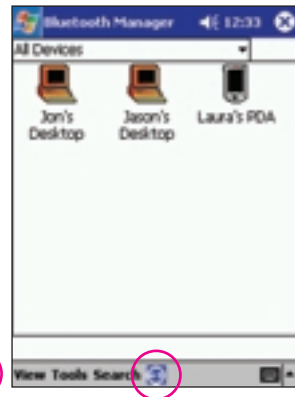 Bluetooth Manager 12:33
All Devices
Jon's Desktop
Jason's Desktop
Laura's PDA
View Tools Search